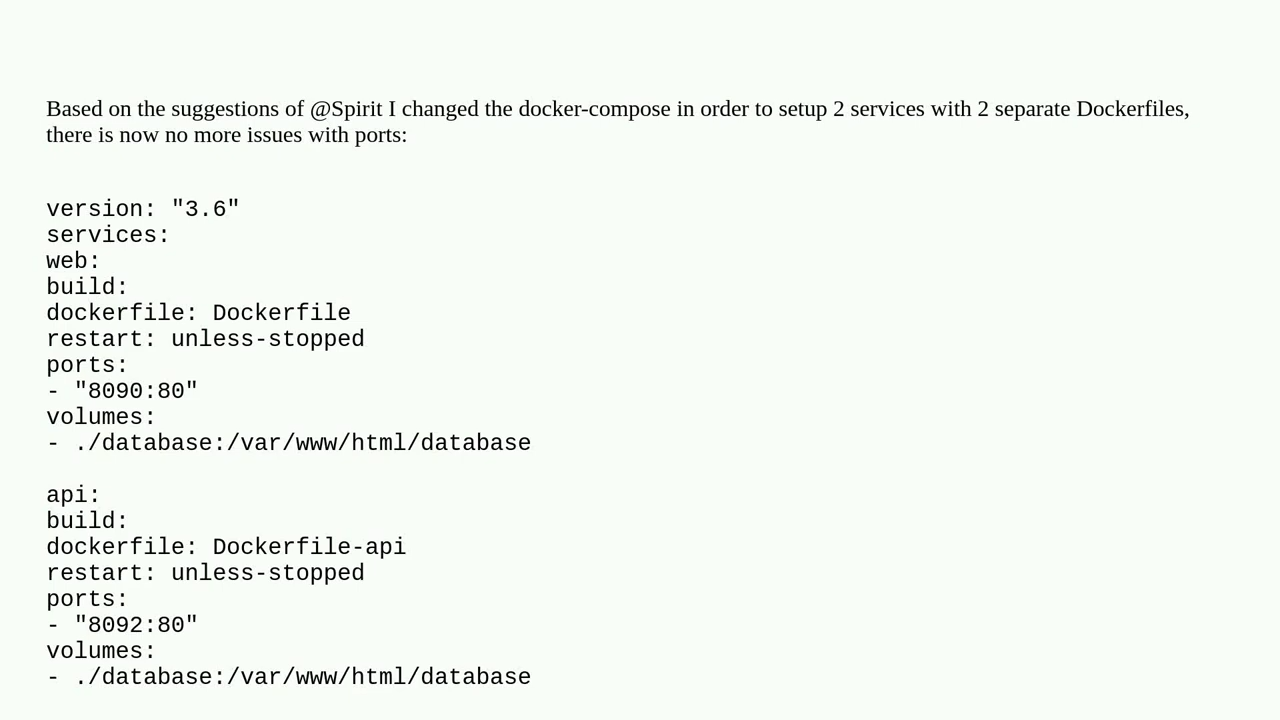 Based on the suggestions of @Spirit I changed the docker-compose in order to setup 2 services with 2 separate Dockerfiles,
there is now no more issues with ports:
version: "3.6"
services:
web:
build:
dockerfile: Dockerfile
restart: unless-stopped
ports:
- "8090:80"
volumes:
- ./database:/var/www/html/database
api:
build:
dockerfile: Dockerfile-api
restart: unless-stopped
ports:
- "8092:80"
volumes:
- ./database:/var/www/html/database